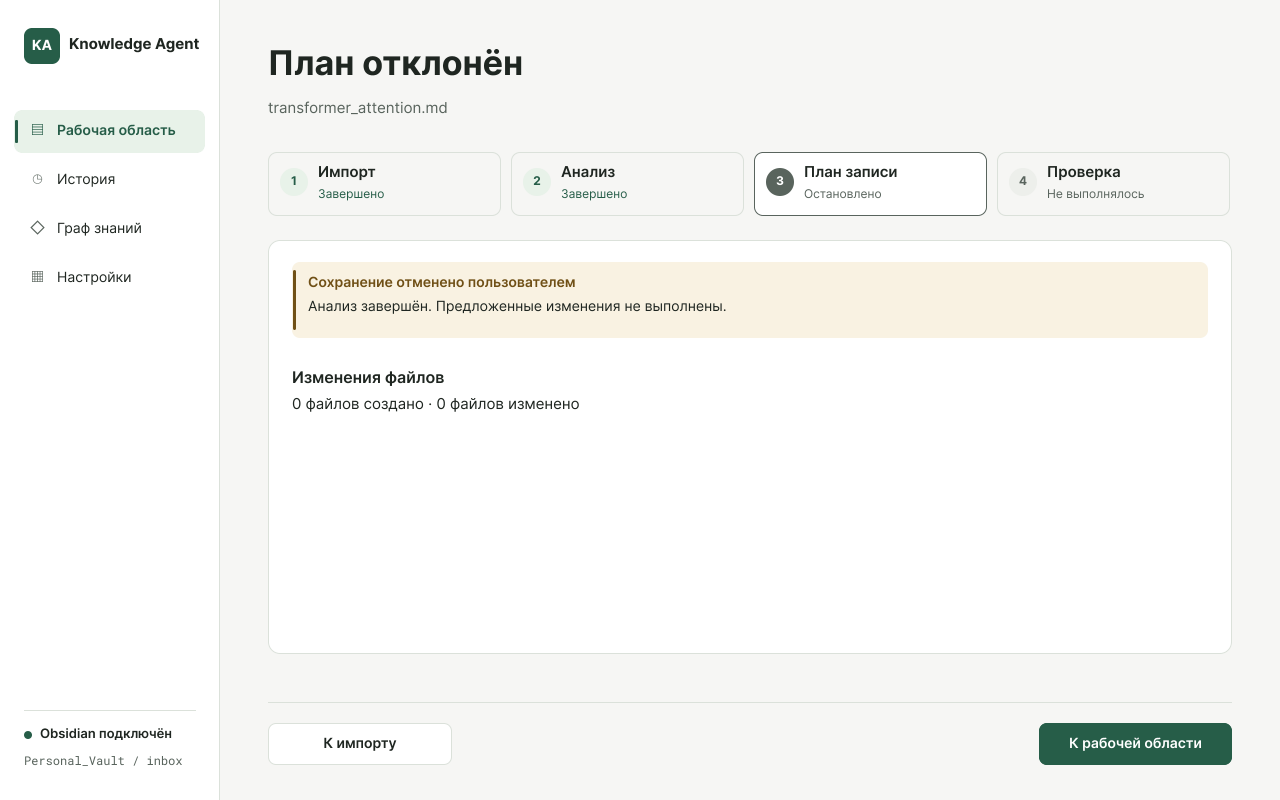 KA Knowledge Agent
Рабочая область
История
Граф знаний
Настройки
Obsidian подключён
Personal_Vault / inbox
План отклонён
transformer_attention.md
1 Импорт
Завершено
2 Анализ
Завершено
3 План записи
Остановлено
4 Проверка
Не выполнялось
Сохранение отменено пользователем
Анализ завершён. Предложенные изменения не выполнены.
Изменения файлов
0 файлов создано · 0 файлов изменено
К импорту
К рабочей области